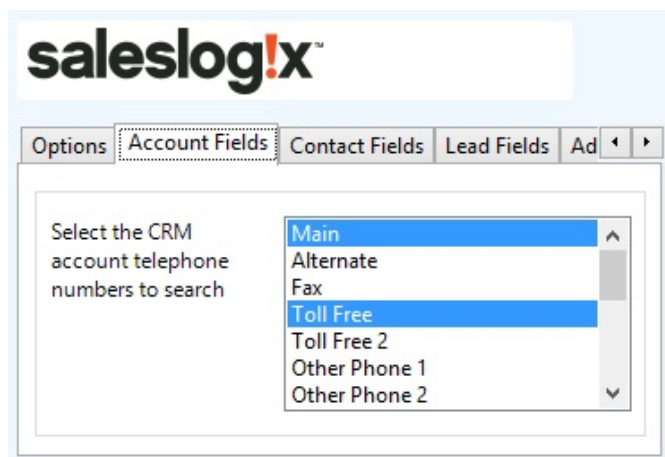 saleslog!x™
Options Account Fields Contact Fields Lead Fields Ad
Select the CRM
account telephone
numbers to search
Main
Alternate
Fax
Toll Free
Toll Free 2
Other Phone 1
Other Phone 2